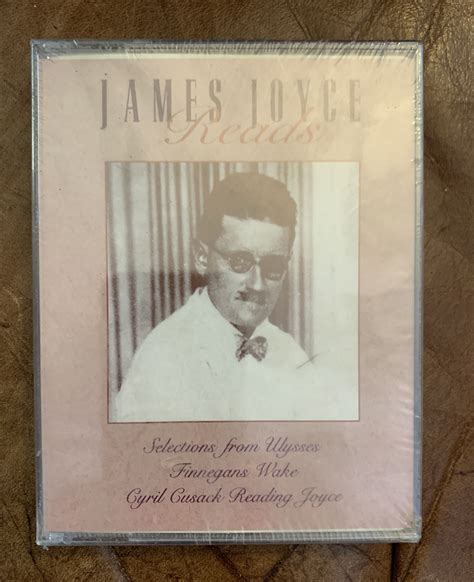 JAMES JOYCE
Reads
Selections from Ulysses
Finnegans Wake
Cyril Cusack Reading Joyce